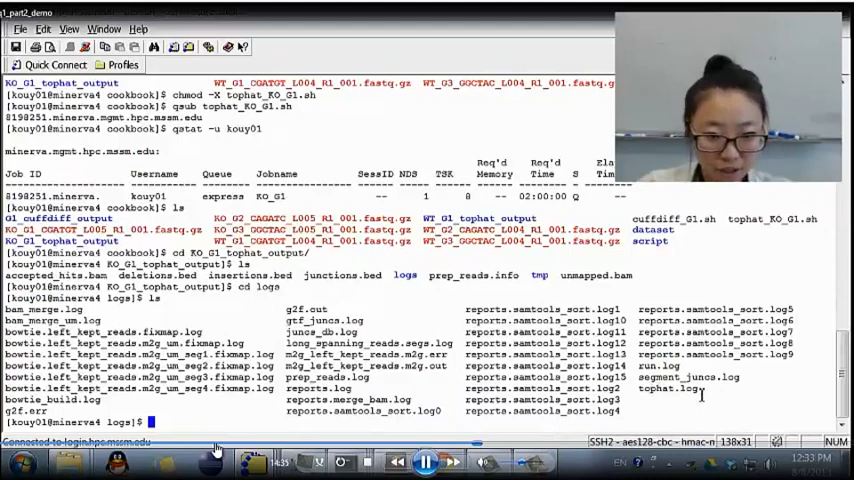 q1_part2_demo
File Edit View Window Help
Quick Connect Profiles
KO_G1_tophat_output WT_G1_CGATGT_L004_R1_001.fastq.gz WT_G3_GGCTAC_L004_R1_001.fastq.gz
[kouy01@minerva4 cookbook]$ chmod -X tophat_KO_G1.sh
[kouy01@minerva4 cookbook]$ qsub tophat_KO_G1.sh
8198251.minerva.mgmt.hpc.mssm.edu
[kouy01@minerva4 cookbook]$ qstat -u kouy01
minerva.mgmt.hpc.mssm.edu:
Req'd Req'd Ela
Job ID Username Queue Jobname SessID NDS TSK Memory Time S Tim
8198251.minerva. kouy01 express KO_G1 -- 1 8 -- 02:00:00 Q
[kouy01@minerva4 cookbook]$ ls
G1_cuffdiff_output KO_G2_CAGATC_L005_R1_001.fastq.gz WT_G1_tophat_output cuffdiff_G1.sh tophat_KO_G1.sh
KO_G1_CGATGT_L005_R1_001.fastq.gz KO_G3_GGCTAC_L005_R1_001.fastq.gz WT_G2_CAGATC_L004_R1_001.fastq.gz dataset
KO_G1_tophat_output WT_G1_CGATGT_L004_R1_001.fastq.gz WT_G3_GGCTAC_L004_R1_001.fastq.gz script
[kouy01@minerva4 cookbook]$ cd KO_G1_tophat_output/
[kouy01@minerva4 KO_G1_tophat_output]$ ls
accepted_hits.bam deletions.bed insertions.bed junctions.bed logs prep_reads.info tmp unmapped.bam
[kouy01@minerva4 KO_G1_tophat_output]$ cd logs
[kouy01@minerva4 logs]$ ls
bam_merge.log g2f.out reports.samtools_sort.log1 reports.samtools_sort.log5
bam_merge_um.log gtf_juncs.log reports.samtools_sort.log10 reports.samtools_sort.log6
bowtie.left_kept_reads.fixmap.log junctions_db.log reports.samtools_sort.log11 reports.samtools_sort.log7
bowtie.left_kept_reads.m2g_um.fixmap.log long_spanning_reads.segs.log reports.samtools_sort.log12 reports.samtools_sort.log8
bowtie.left_kept_reads.m2g_um_seg1.fixmap.log m2g_left_kept_reads.m2g.err reports.samtools_sort.log13 reports.samtools_sort.log9
bowtie.left_kept_reads.m2g_um_seg2.fixmap.log m2g_left_kept_reads.m2g.out reports.samtools_sort.log14 run.log
bowtie.left_kept_reads.m2g_um_seg3.fixmap.log prep_reads.log reports.samtools_sort.log15 segment_juncs.log
bowtie.left_kept_reads.m2g_um_seg4.fixmap.log reports.log reports.samtools_sort.log2 tophat.log
bowtie_build.log reports.merge_bam.log reports.samtools_sort.log3
g2f.err reports.samtools_sort.log0 reports.samtools_sort.log4
[kouy01@minerva4 logs]$
Connected to login.hpc.mssm.edu SSH2 - aes128-cbc - hmac-n 138x31 NUM
14:35 EN 12:33 PM